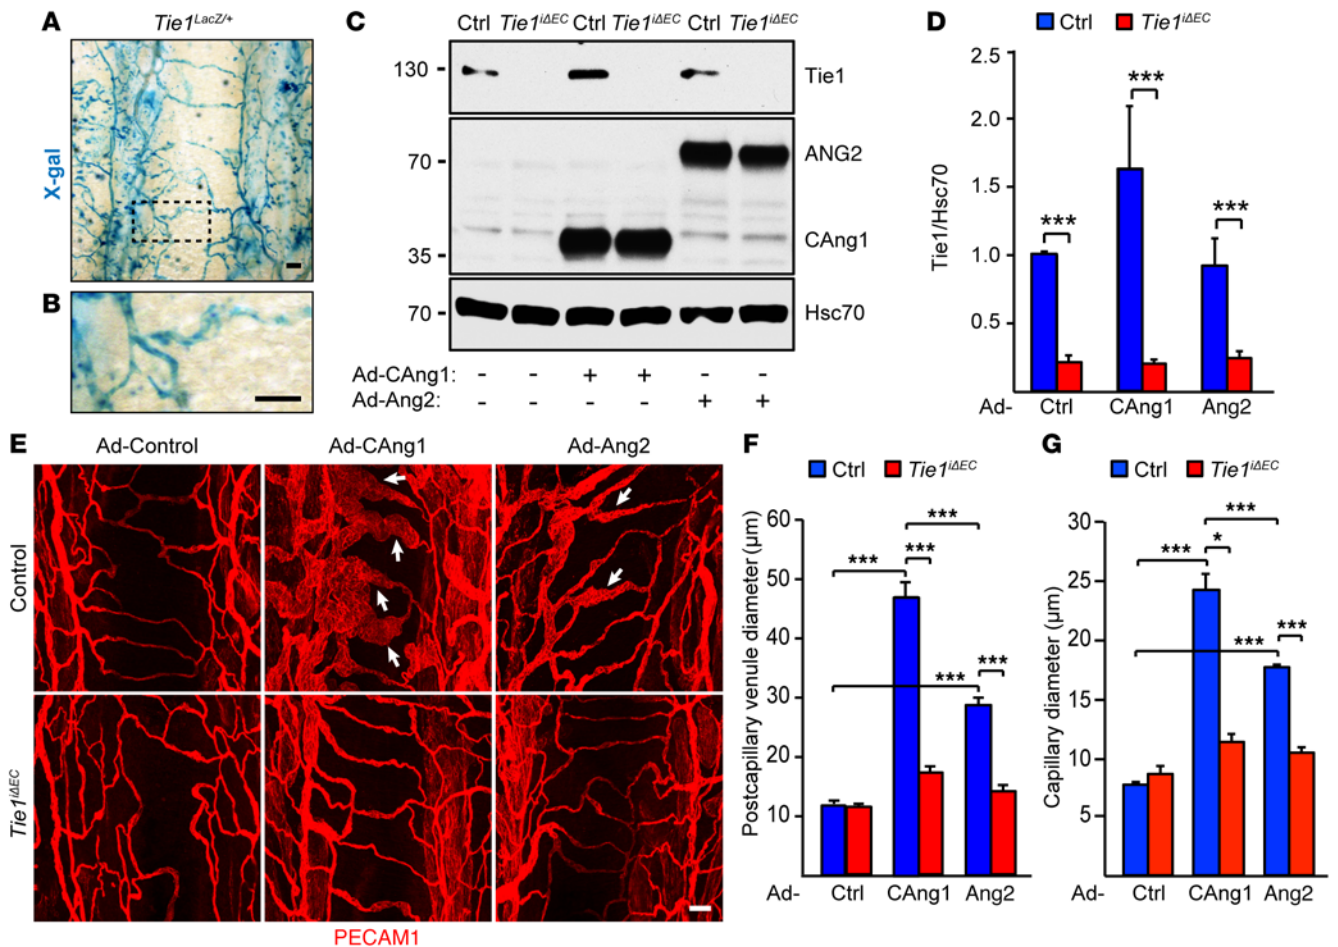 A
Tie1LacZ/+
X-gal
B
C
Ctrl Tie1iΔEC Ctrl Tie1iΔEC Ctrl Tie1iΔEC
130
Tie1
70
ANG2
35
CAng1
70
Hsc70
Ad-CAng1: - - + + - -
Ad-Ang2: - - - - + +
D
Ctrl Tie1iΔEC
Tie1/Hsc70
2.5
2.0
1.5
1.0
0.5
***
***
***
Ad- Ctrl CAng1 Ang2
E
Ad-Control Ad-CAng1 Ad-Ang2
Control
Tie1iΔEC
PECAM1
F
Ctrl Tie1iΔEC
Postcapillary venule diameter (μm)
60
50
40
30
20
10
***
*** ***
*** ***
Ad- Ctrl CAng1 Ang2
G
Ctrl Tie1iΔEC
Capillary diameter (μm)
30
25
20
15
10
5
***
*** *
*** ***
Ad- Ctrl CAng1 Ang2